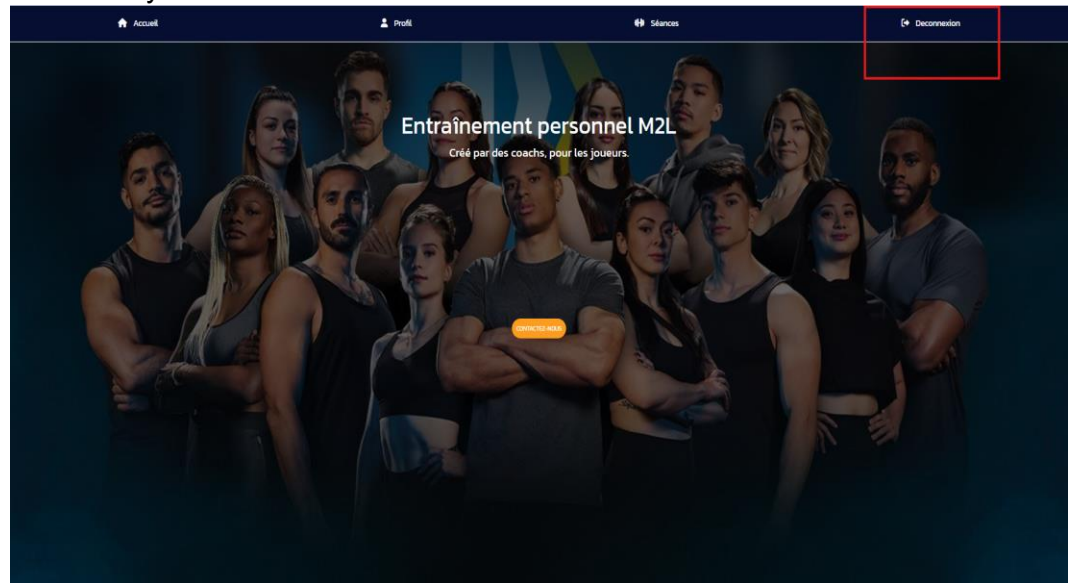 Accueil
Profil
Séances
Deconnexion
Entraînement personnel M2L
Créé par des coachs, pour les joueurs.
CONTACTEZ-NOUS